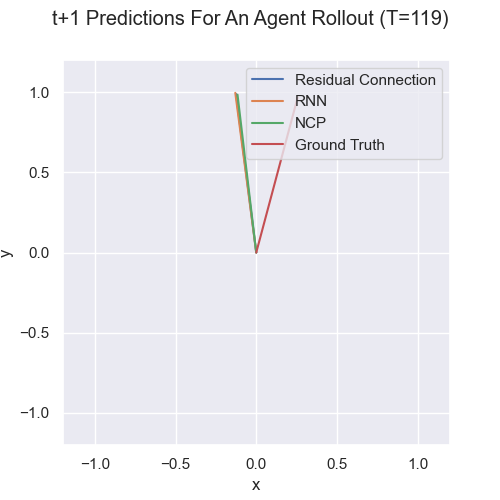 t+1 Predictions For An Agent Rollout (T=119)
Residual Connection
RNN
NCP
Ground Truth
1.0
0.5
0.0
−0.5
−1.0
y
−1.0 −0.5 0.0 0.5 1.0
x